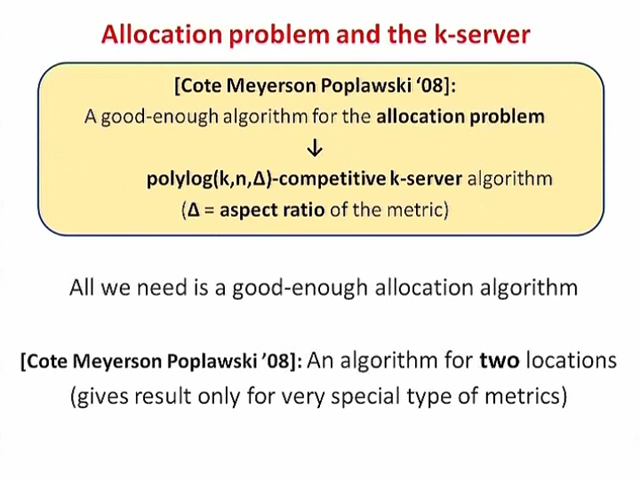 Allocation problem and the k-server
[Cote Meyerson Poplawski ‘08]:
A good-enough algorithm for the allocation problem
↓
polylog(k,n,Δ)-competitive k-server algorithm
(Δ = aspect ratio of the metric)
All we need is a good-enough allocation algorithm
[Cote Meyerson Poplawski ’08]: An algorithm for two locations
(gives result only for very special type of metrics)